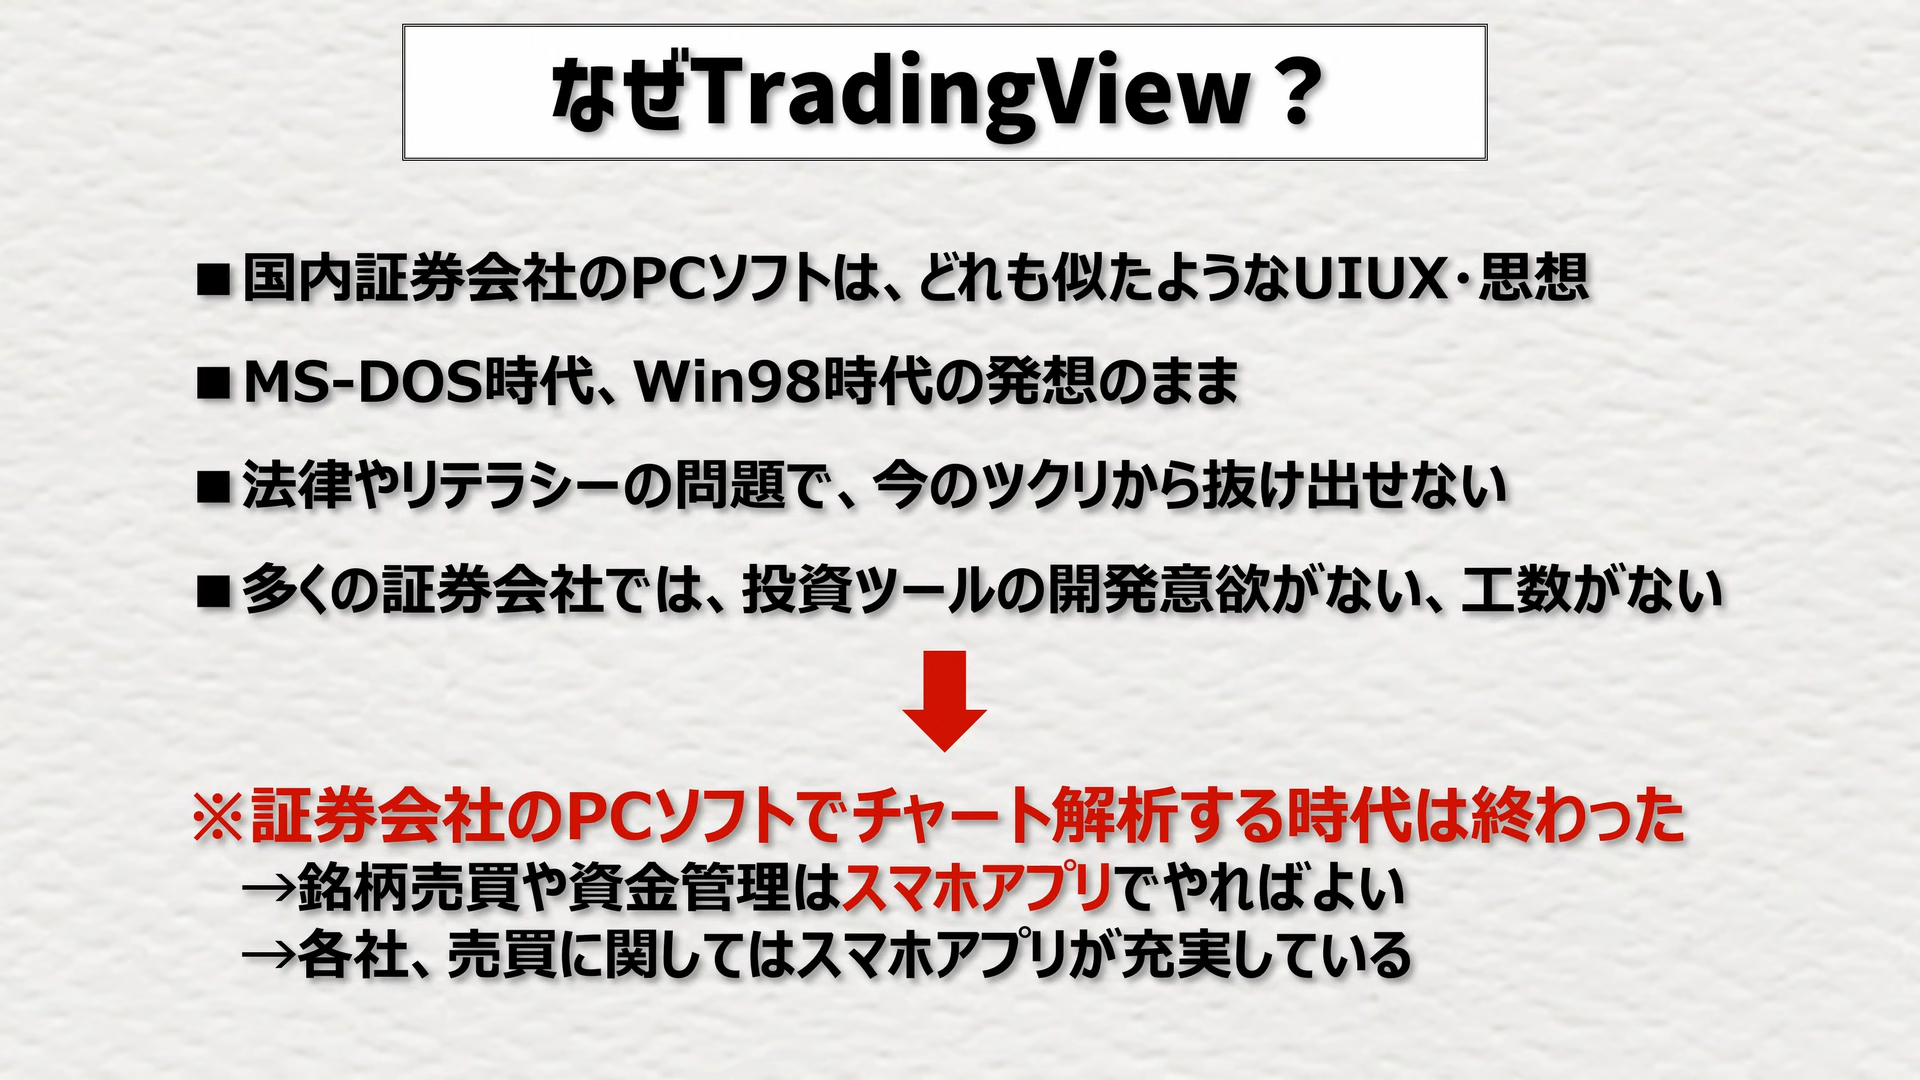 なぜTradingView？
■国内証券会社のPCソフトは、どれも似たようなUIUX・思想
■MS-DOS時代、Win98時代の発想のまま
■法律やリテラシーの問題で、今のツクリから抜け出せない
■多くの証券会社では、投資ツールの開発意欲がない、工数がない
※証券会社のPCソフトでチャート解析する時代は終わった
→銘柄売買や資金管理はスマホアプリでやればよい
→各社、売買に関してはスマホアプリが充実している